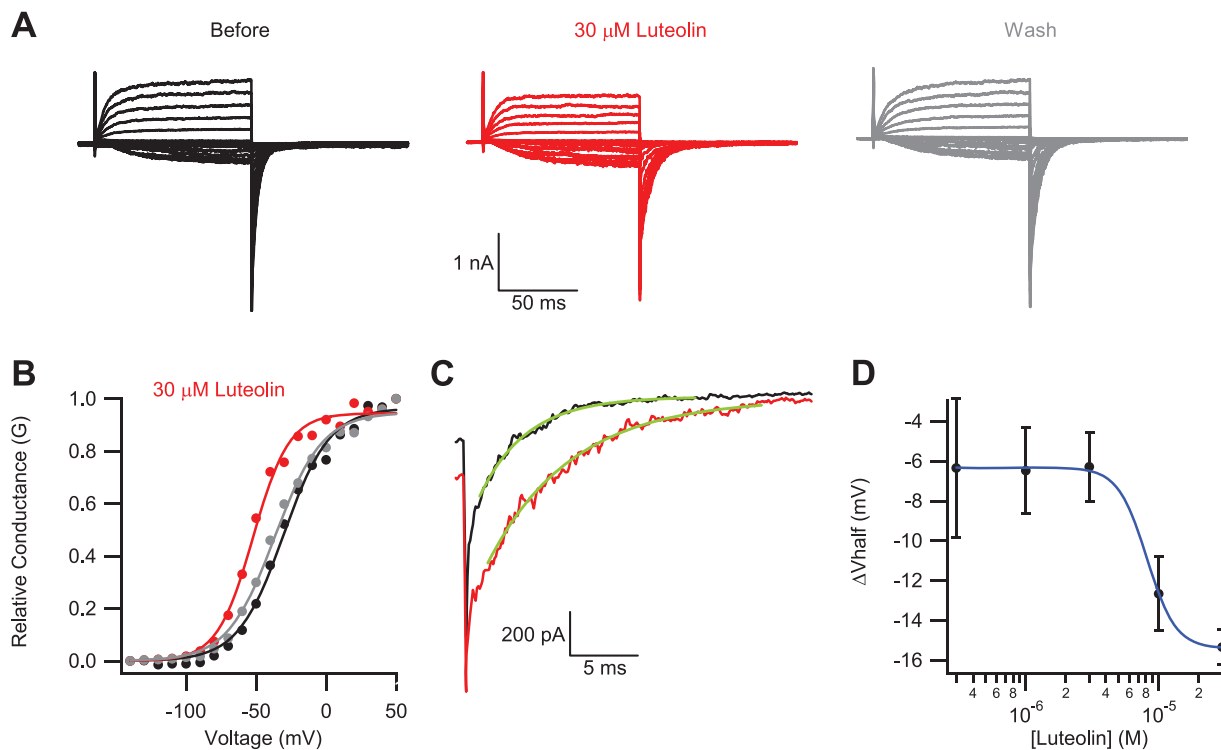 A
Before
30 μM Luteolin
Wash
1 nA
50 ms
B
30 μM Luteolin
Relative Conductance (G)
1.0
0.8
0.6
0.4
0.2
0.0
-100
-50
0
50
Voltage (mV)
C
200 pA
5 ms
D
ΔVhalf (mV)
-4
-6
-8
-10
-12
-14
-16
4 6 8 2 4 6 8 2
10-6 10-5
[Luteolin] (M)